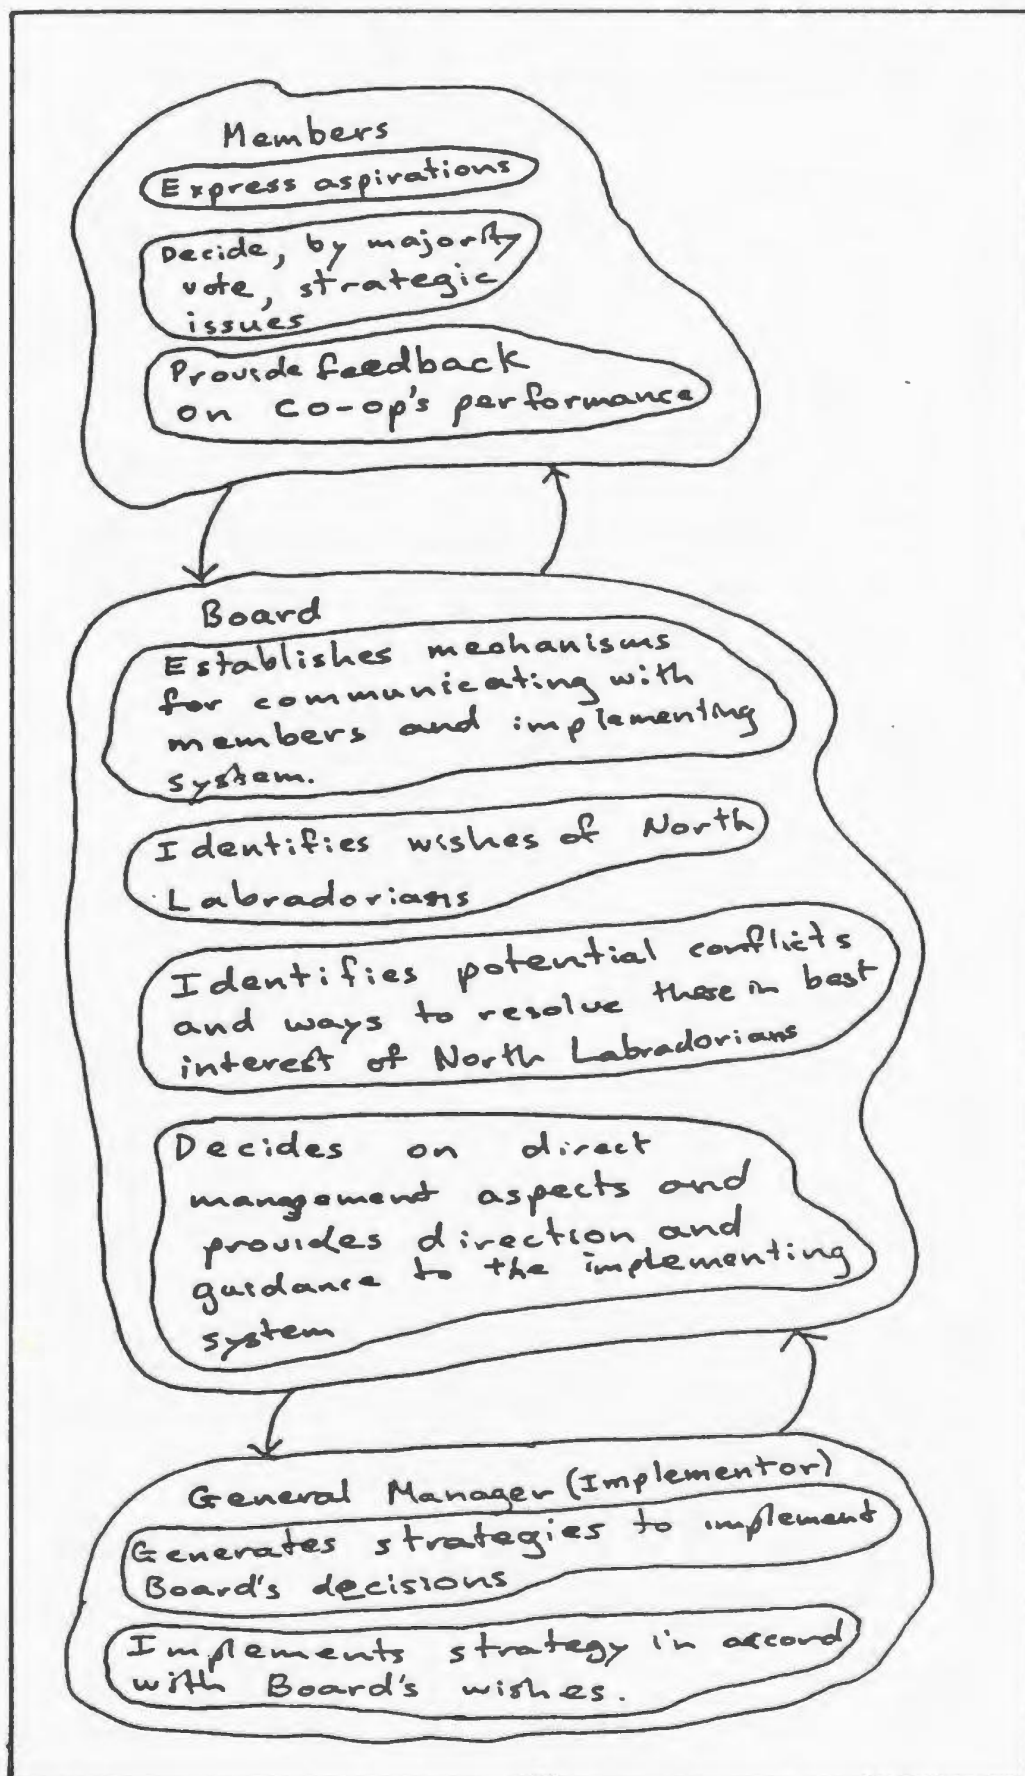 Members
Express aspirations
Decide, by majority
vote, strategic
issues
Provide feedback
on Co-op's performance
Board
Establishes mechanisms
for communicating with
members and implementing
system.
Identifies wishes of North
Labradorians
Identifies potential conflicts
and ways to resolve these in best
interest of North Labradorians
Decides on direct
management aspects and
provides direction and
guidance to the implementing
system
General Manager (Implementor)
Generates strategies to implement
Board's decisions
Implements strategy in accord
with Board's wishes.